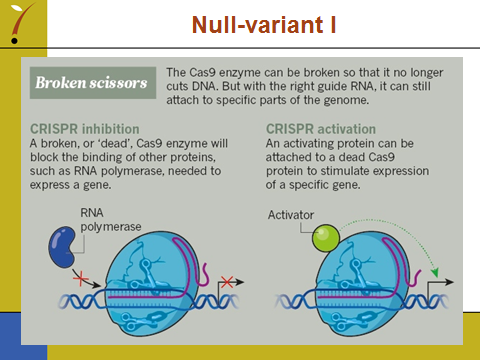 Null-variant I
Broken scissors
The Cas9 enzyme can be broken so that it no longer
cuts DNA. But with the right guide RNA, it can still
attach to specific parts of the genome.
CRISPR inhibition
A broken, or ‘dead’, Cas9 enzyme will
block the binding of other proteins,
such as RNA polymerase, needed to
express a gene.
RNA
polymerase
CRISPR activation
An activating protein can be
attached to a dead Cas9
protein to stimulate expression
of a specific gene.
Activator